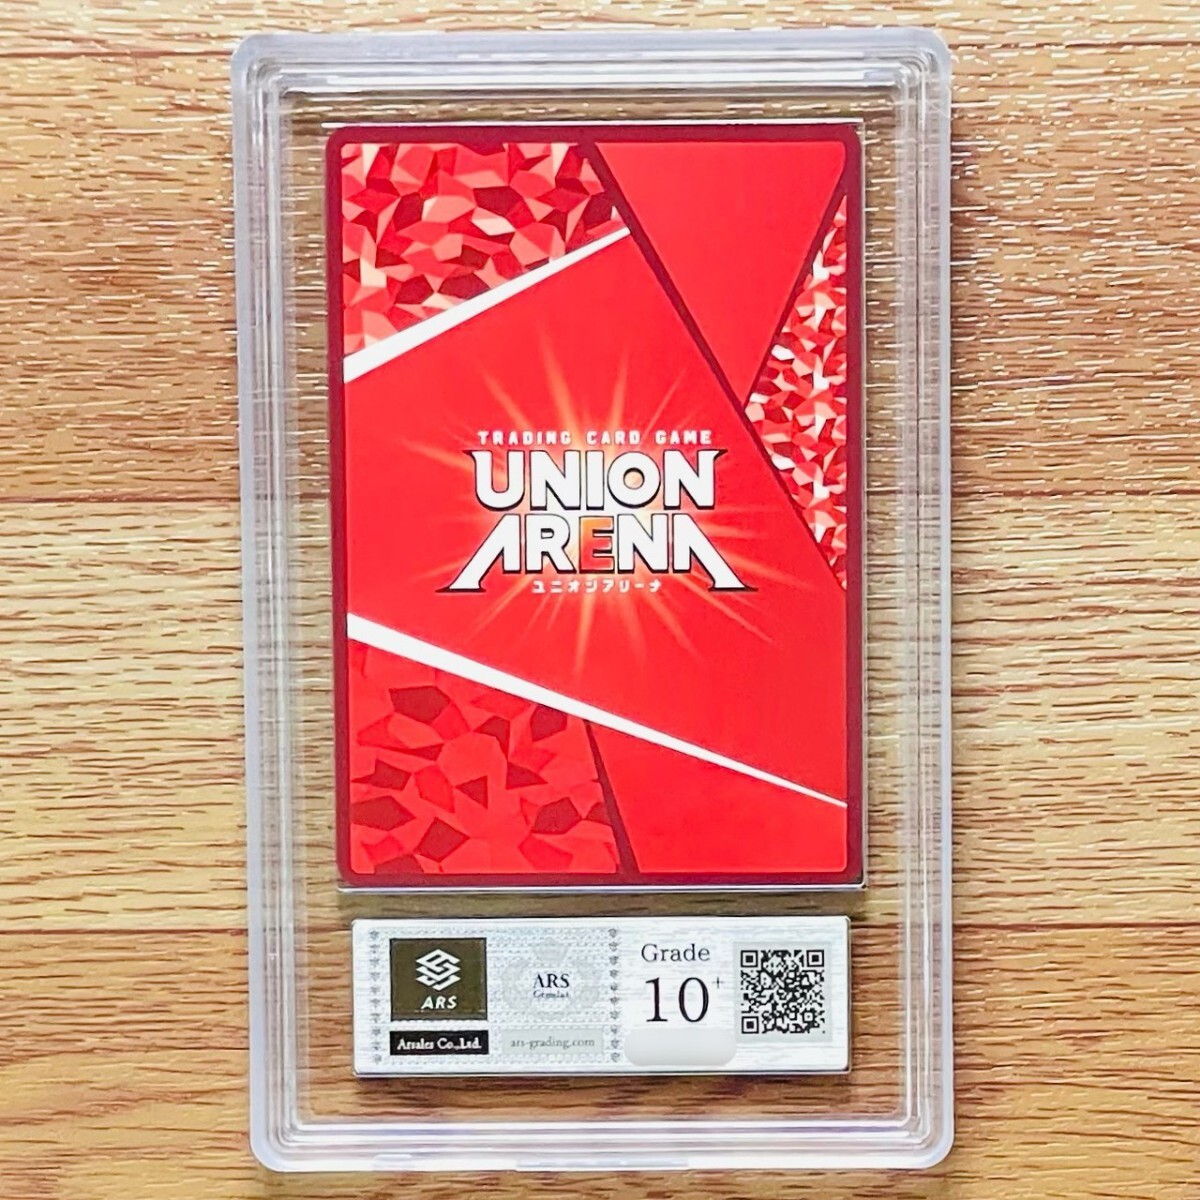 TRADING CARD GAME
UNION
ARENA
ユニオンアリーナ
ARS
Arsales Co.,Ltd.
ARS
ars-grading.com
Grade
10+